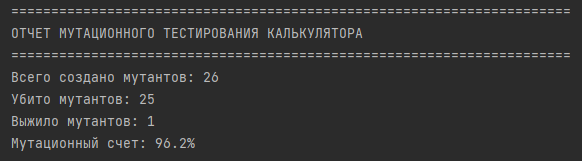 ======================================================================
ОТЧЕТ МУТАЦИОННОГО ТЕСТИРОВАНИЯ КАЛЬКУЛЯТОРА
======================================================================
Всего создано мутантов: 26
Убито мутантов: 25
Выжило мутантов: 1
Мутационный счет: 96.2%